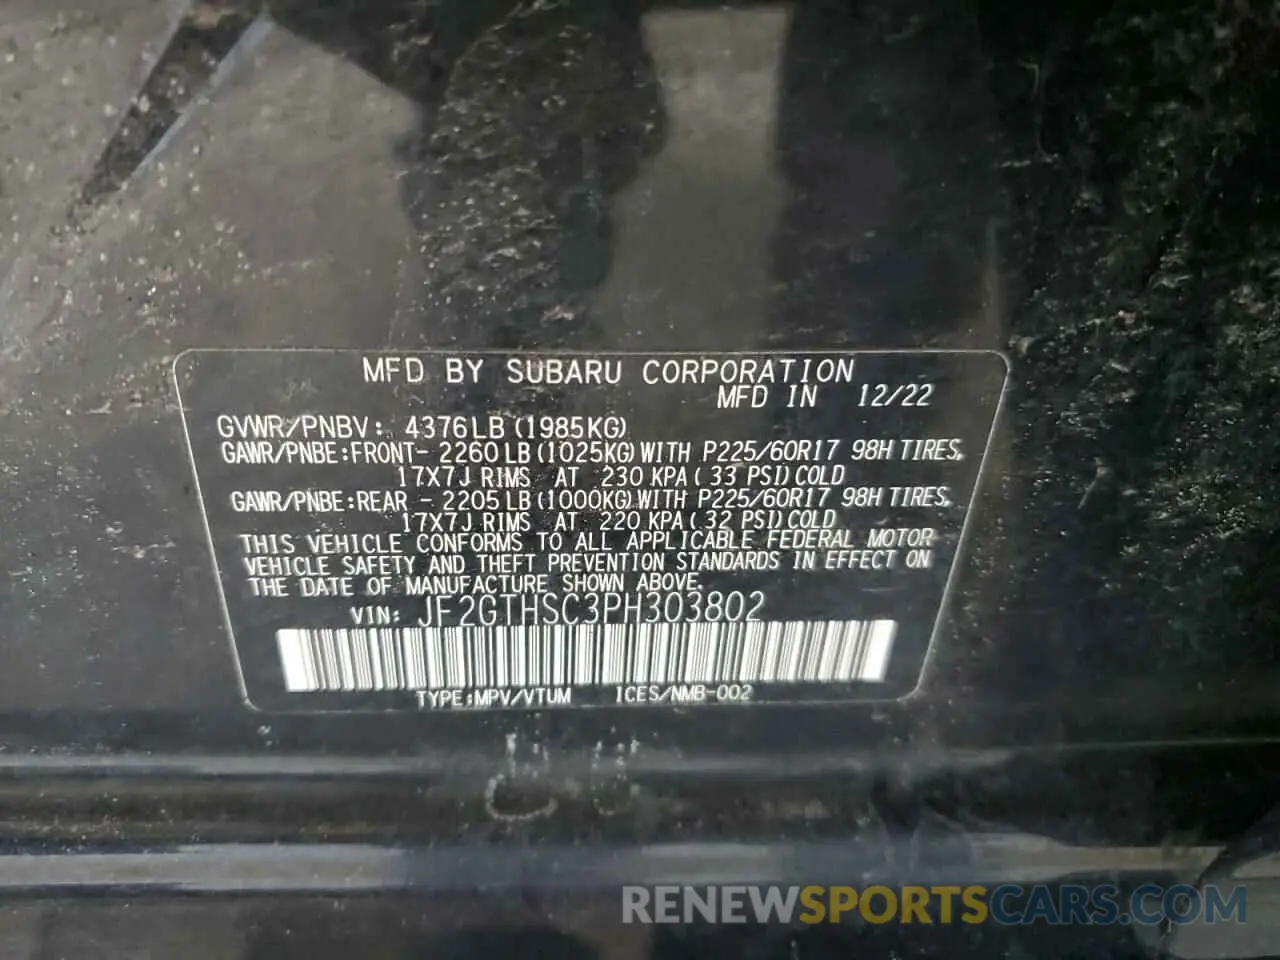 MFD BY SUBARU CORPORATION
MFD IN 12/22
GVWR/PNBV: 4376LB(1985KG)
GAWR/PNBE:FRONT- 2260LB(1025KG)WITH P225/60R17 98H TIRES,
17X7J RIMS AT 230 KPA( 33 PSI)COLD
GAWR/PNBE:REAR - 2205LB(1000KG)WITH P225/60R17 98H TIRES,
17X7J RIMS AT 220 KPA( 32 PSI)COLD
THIS VEHICLE CONFORMS TO ALL APPLICABLE FEDERAL MOTOR
VEHICLE SAFETY AND THEFT PREVENTION STANDARDS IN EFFECT ON
THE DATE OF MANUFACTURE SHOWN ABOVE.
VIN: JF2GTHSC3PH303802
TYPE:MPV/VTUM ICES/NMB-002
RENEWSPORTSCARS.COM